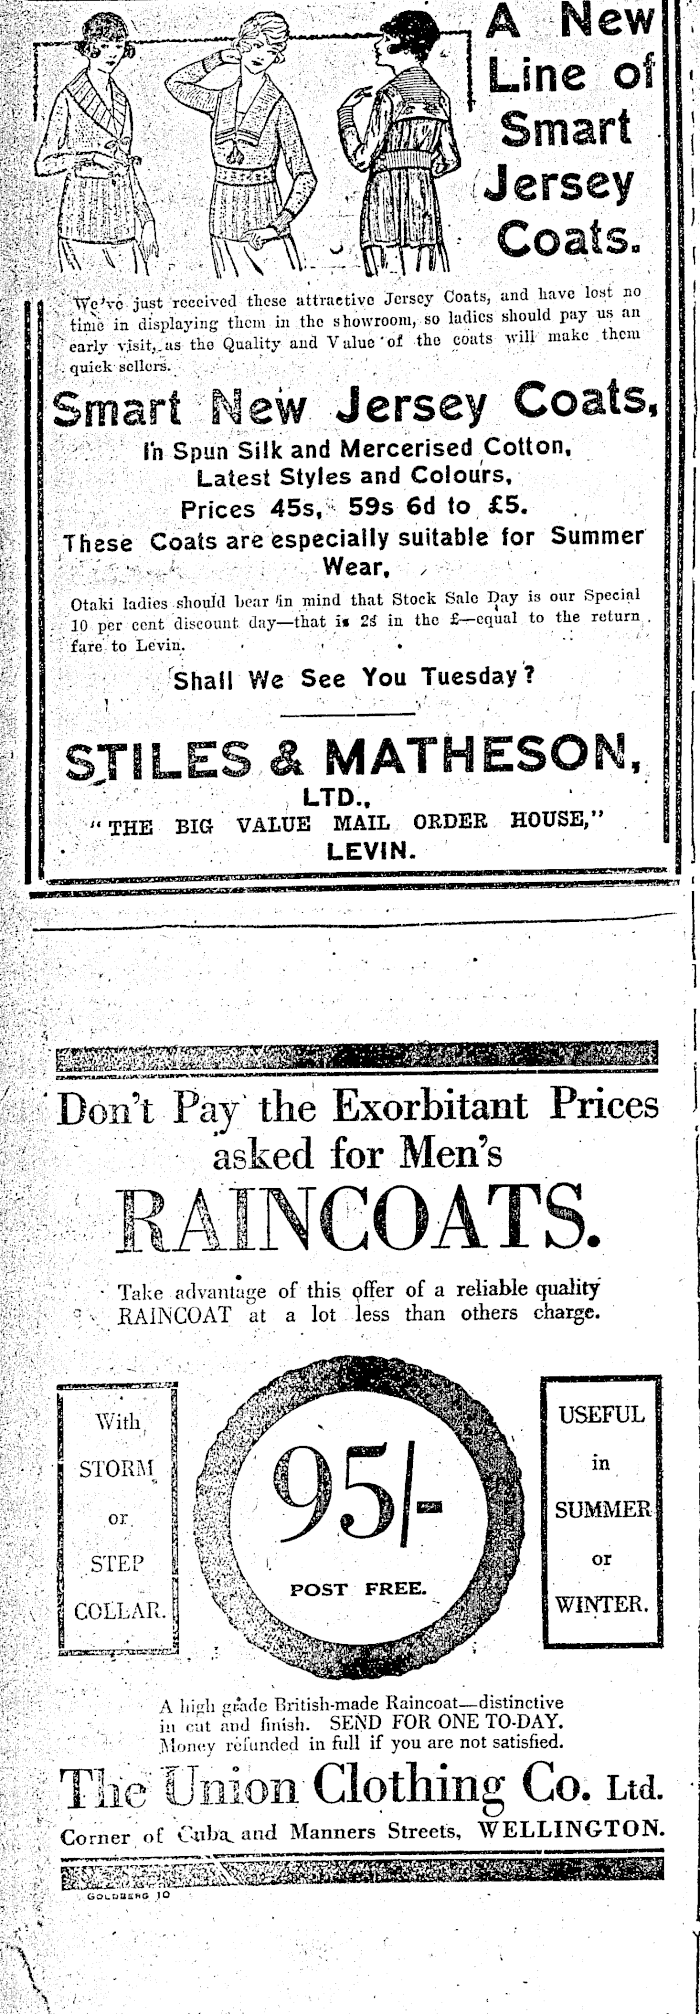 A New
Line of
Smart
Jersey
Coats.
We've just received these attractive Jersey Coats, and have lost no
time in displaying them in the showroom, so ladies should pay us an
early visit, as the Quality and Value of the coats will make them
quick sellers.
Smart New Jersey Coats,
In Spun Silk and Mercerised Cotton,
Latest Styles and Colours,
Prices 45s, 59s 6d to £5.
These Coats are especially suitable for Summer
Wear,
Otaki ladies should bear in mind that Stock Sale Day is our Special
10 per cent discount day—that is 2s in the £—equal to the return
fare to Levin.
Shall We See You Tuesday?
STILES & MATHESON,
LTD.,
"THE BIG VALUE MAIL ORDER HOUSE,"
LEVIN.
Don't Pay the Exorbitant Prices
asked for Men's
RAINCOATS.
Take advantage of this offer of a reliable quality
RAINCOAT at a lot less than others charge.
With
STORM
or
STEP
COLLAR.
95/-
POST FREE.
USEFUL
in
SUMMER
or
WINTER.
A high grade British-made Raincoat—distinctive
in cut and finish. SEND FOR ONE TO-DAY.
Money refunded in full if you are not satisfied.
The Union Clothing Co. Ltd.
Corner of Cuba and Manners Streets, WELLINGTON.
GOLDBERG 10